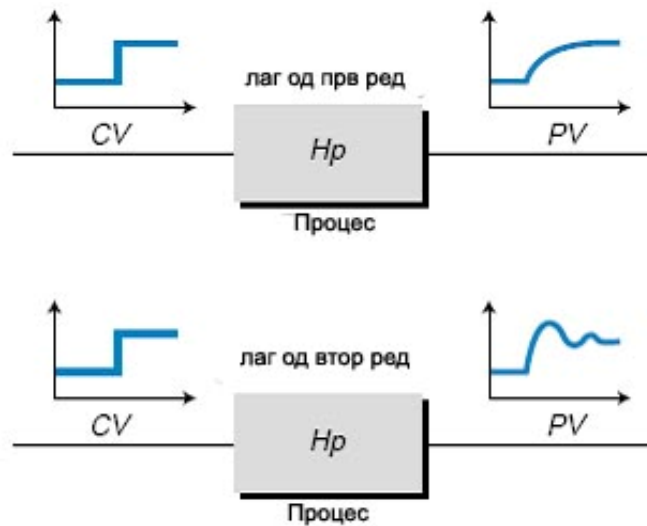 лаг од прв ред
CV
Hp
PV
Процес
лаг од втор ред
CV
Hp
PV
Процес